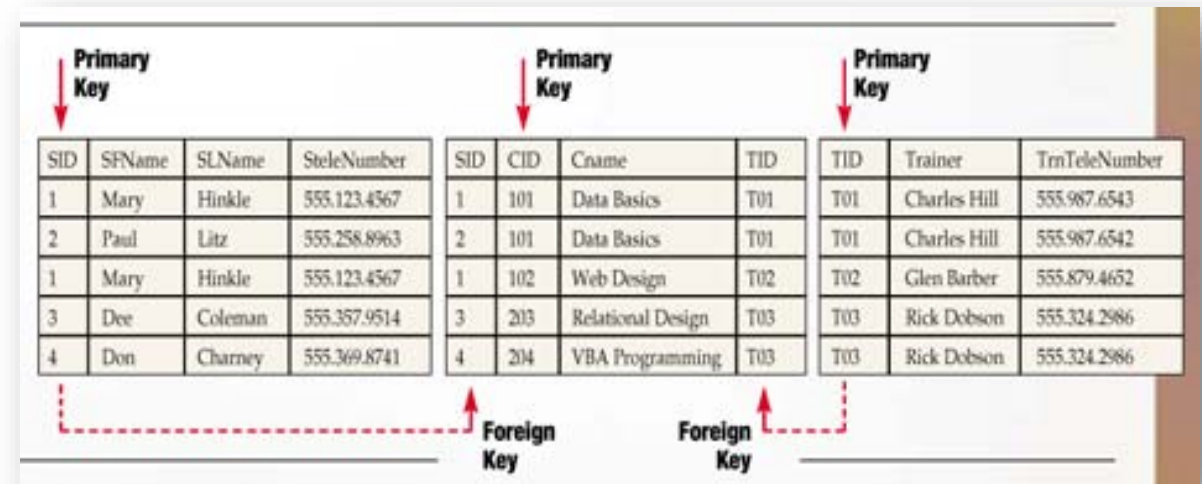 Primary
Key
Primary
Key
Primary
Key
SID SFName SLName SteleNumber SID CID Cname TID TID Trainer TrnTeleNumber
1 Mary Hinkle 555.123.4567 1 101 Data Basics T01 T01 Charles Hill 555.987.6543
2 Paul Litz 555.258.8963 2 101 Data Basics T01 T01 Charles Hill 555.987.6542
1 Mary Hinkle 555.123.4567 1 102 Web Design T02 T02 Glen Barber 555.879.4652
3 Dee Coleman 555.357.9514 3 203 Relational Design T03 T03 Rick Dobson 555.324.2986
4 Don Charney 555.369.8741 4 204 VBA Programming T03 T03 Rick Dobson 555.324.2986
Foreign
Key
Foreign
Key